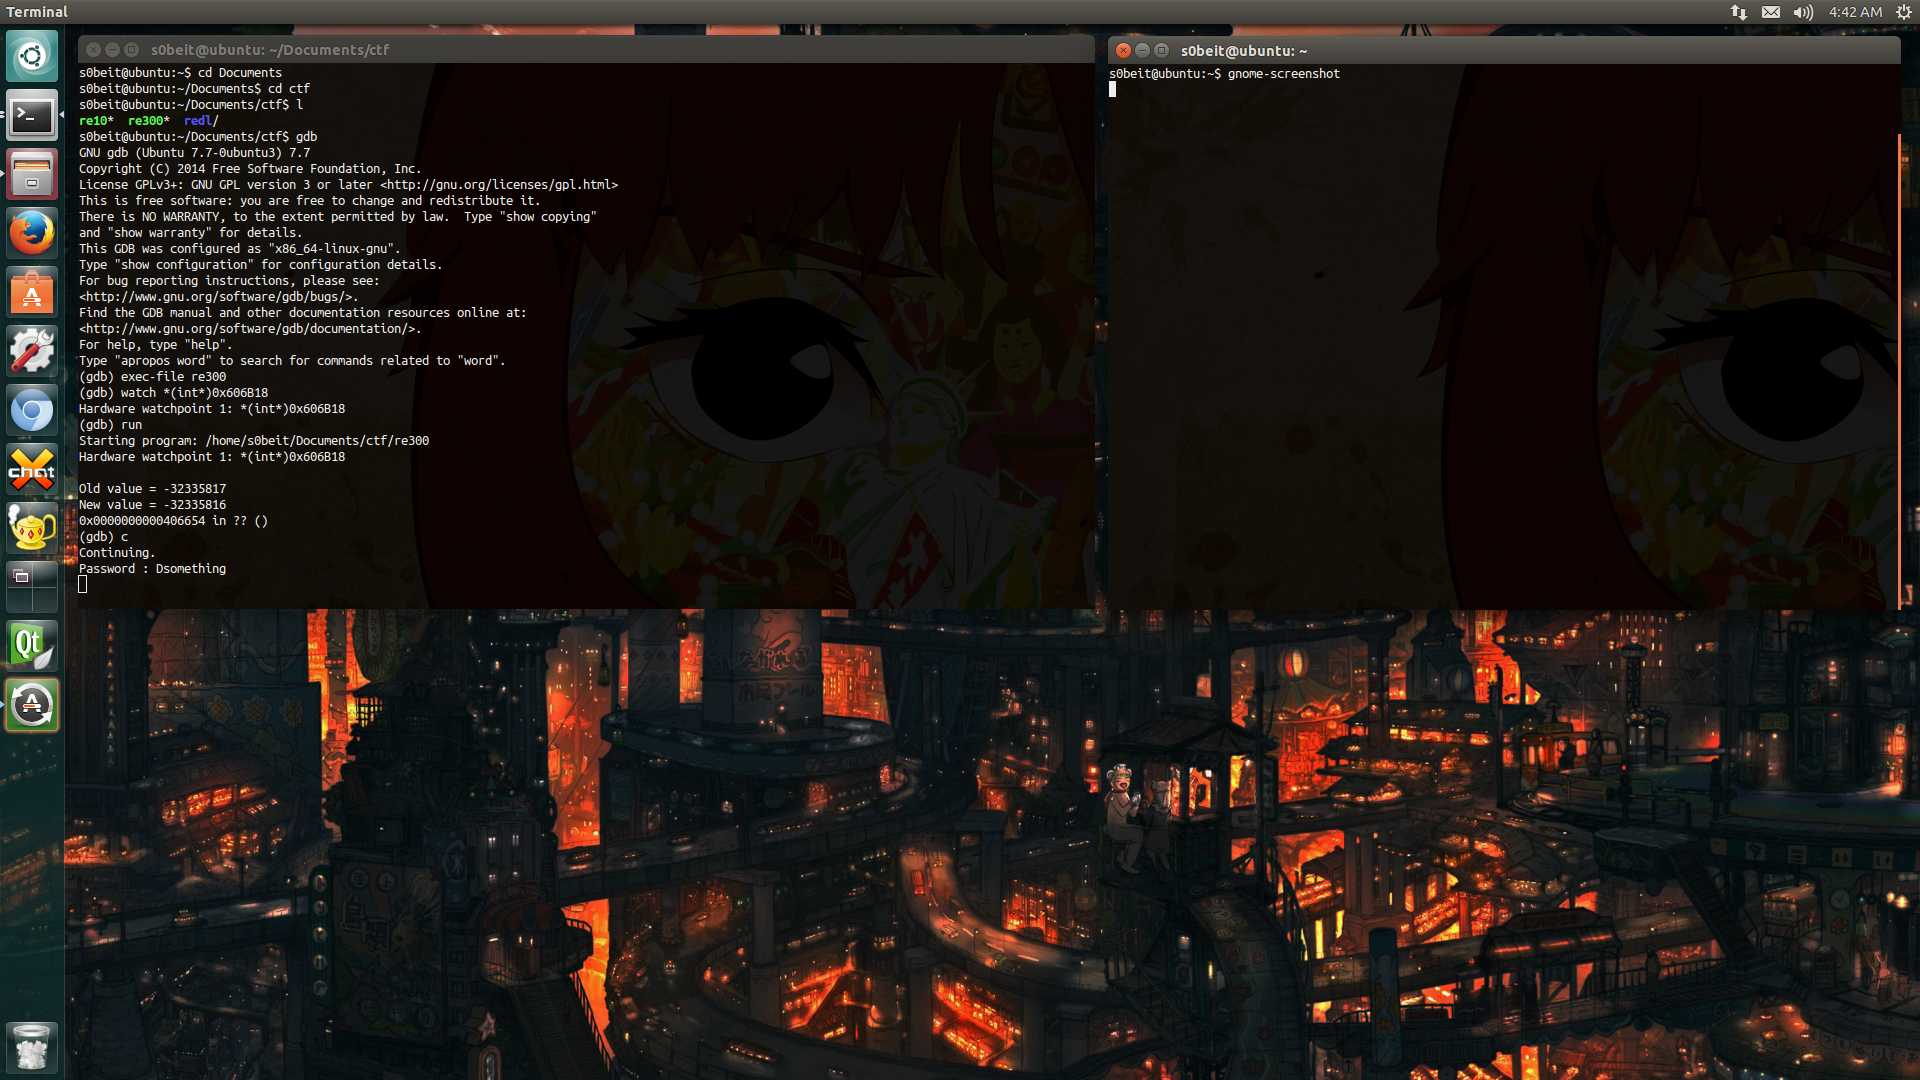 Terminal
4:42 AM
s0beit@ubuntu: ~/Documents/ctf
s0beit@ubuntu:~$ cd Documents
s0beit@ubuntu:~/Documents$ cd ctf
s0beit@ubuntu:~/Documents/ctf$ l
re10*  re300*  redl/
s0beit@ubuntu:~/Documents/ctf$ gdb
GNU gdb (Ubuntu 7.7-0ubuntu3) 7.7
Copyright (C) 2014 Free Software Foundation, Inc.
License GPLv3+: GNU GPL version 3 or later <http://gnu.org/licenses/gpl.html>
This is free software: you are free to change and redistribute it.
There is NO WARRANTY, to the extent permitted by law.  Type "show copying"
and "show warranty" for details.
This GDB was configured as "x86_64-linux-gnu".
Type "show configuration" for configuration details.
For bug reporting instructions, please see:
<http://www.gnu.org/software/gdb/bugs/>.
Find the GDB manual and other documentation resources online at:
<http://www.gnu.org/software/gdb/documentation/>.
For help, type "help".
Type "apropos word" to search for commands related to "word".
(gdb) exec-file re300
(gdb) watch *(int*)0x606B18
Hardware watchpoint 1: *(int*)0x606B18
(gdb) run
Starting program: /home/s0beit/Documents/ctf/re300
Hardware watchpoint 1: *(int*)0x606B18
Old value = -32335817
New value = -32335816
0x0000000000406654 in ?? ()
(gdb) c
Continuing.
Password : Dsomething
s0beit@ubuntu: ~
s0beit@ubuntu:~$ gnome-screenshot
chat
Qt
市民プール